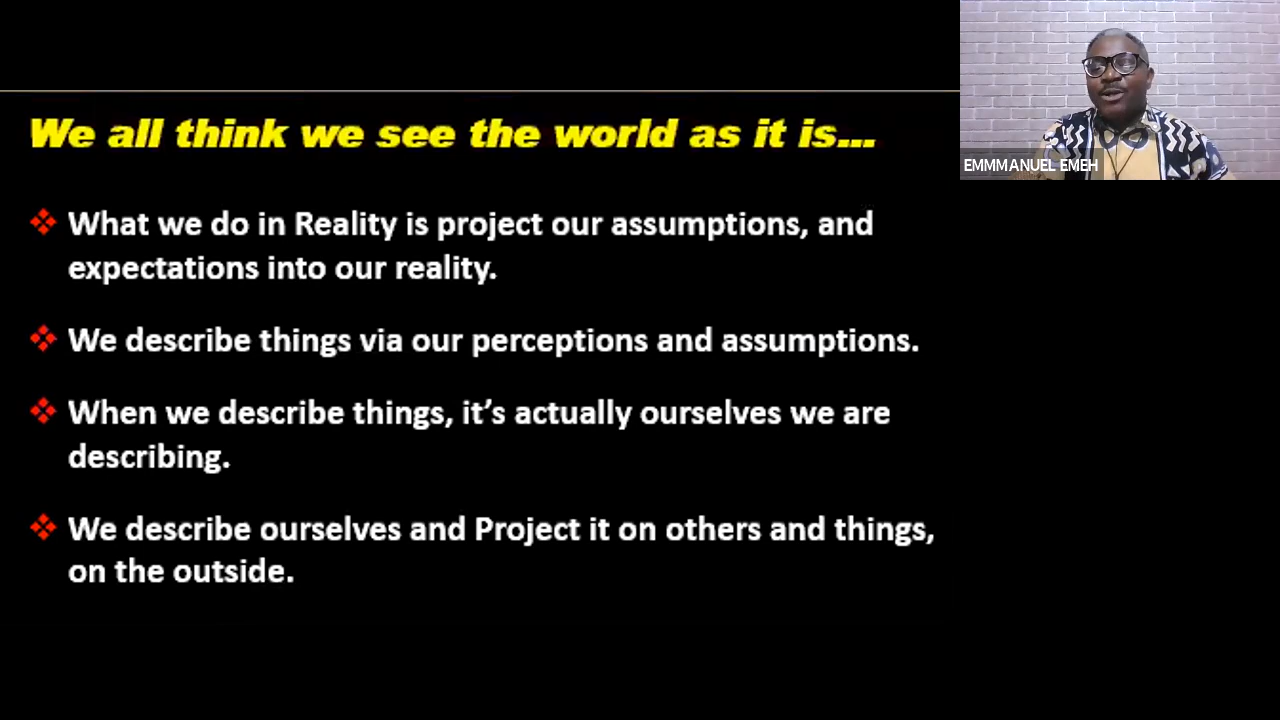 We all think we see the world as it is...
EMMMANUEL EMEH
❖ What we do in Reality is project our assumptions, and
expectations into our reality.
❖ We describe things via our perceptions and assumptions.
❖ When we describe things, it's actually ourselves we are
describing.
❖ We describe ourselves and Project it on others and things,
on the outside.